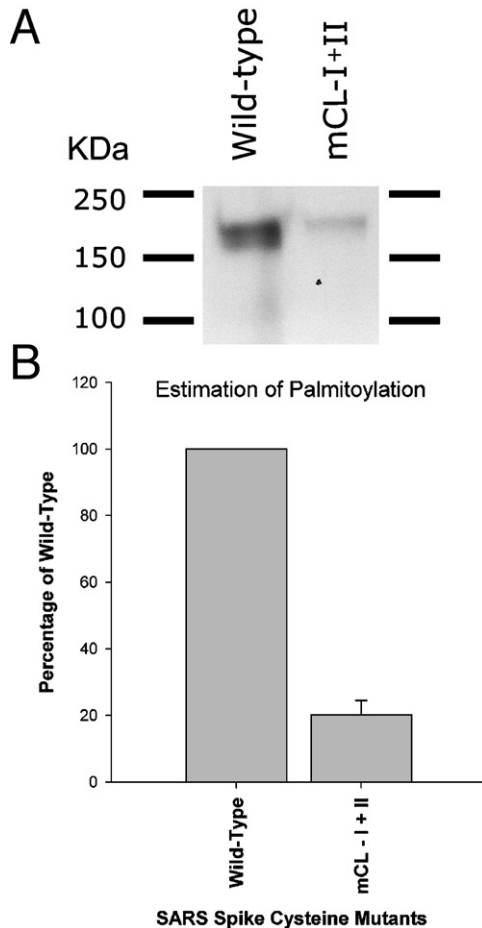 A
Wild-type
mCL-I+II
KDa
250
150
100
B
Estimation of Palmitoylation
120
100
80
60
40
20
0
Percentage of Wild-Type
Wild-Type
mCL - I + II
SARS Spike Cysteine Mutants